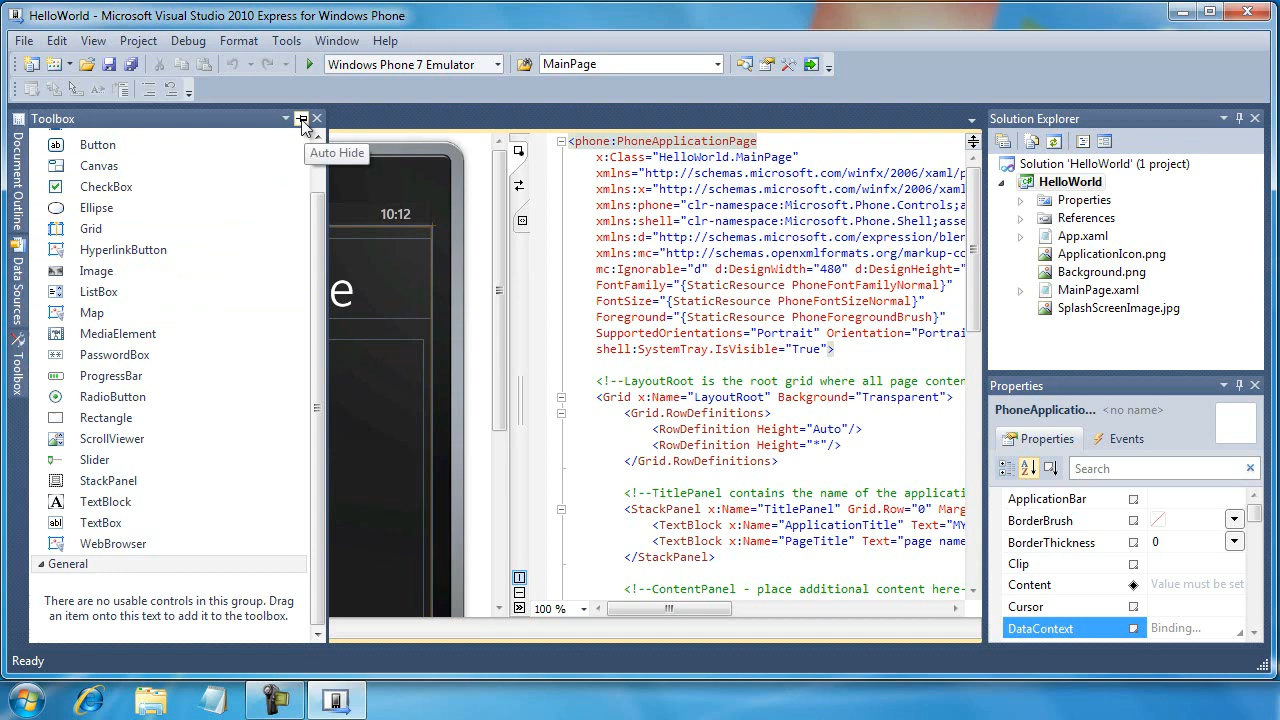 HelloWorld - Microsoft Visual Studio 2010 Express for Windows Phone
File Edit View Project Debug Format Tools Window Help
Windows Phone 7 Emulator MainPage
Toolbox
Auto Hide
Button
Canvas
CheckBox
Ellipse
Grid
HyperlinkButton
Image
ListBox
Map
MediaElement
PasswordBox
ProgressBar
RadioButton
Rectangle
ScrollViewer
Slider
StackPanel
TextBlock
TextBox
WebBrowser
General
There are no usable controls in this group. Drag
an item onto this text to add it to the toolbox.
Document Outline
Data Sources
Toolbox
10:12
e
<phone:PhoneApplicationPage
x:Class="HelloWorld.MainPage"
xmlns="http://schemas.microsoft.com/winfx/2006/xaml/p
xmlns:x="http://schemas.microsoft.com/winfx/2006/xaml
xmlns:phone="clr-namespace:Microsoft.Phone.Controls;a
xmlns:shell="clr-namespace:Microsoft.Phone.Shell;asse
xmlns:d="http://schemas.microsoft.com/expression/blen
xmlns:mc="http://schemas.openxmlformats.org/markup-co
mc:Ignorable="d" d:DesignWidth="480" d:DesignHeight="
FontFamily="{StaticResource PhoneFontFamilyNormal}"
FontSize="{StaticResource PhoneFontSizeNormal}"
Foreground="{StaticResource PhoneForegroundBrush}"
SupportedOrientations="Portrait" Orientation="Portrai
shell:SystemTray.IsVisible="True">
<!--LayoutRoot is the root grid where all page conten
<Grid x:Name="LayoutRoot" Background="Transparent">
<Grid.RowDefinitions>
<RowDefinition Height="Auto"/>
<RowDefinition Height="*"/>
</Grid.RowDefinitions>
<!--TitlePanel contains the name of the applicati
<StackPanel x:Name="TitlePanel" Grid.Row="0" Marg
<TextBlock x:Name="ApplicationTitle" Text="MY
<TextBlock x:Name="PageTitle" Text="page name
</StackPanel>
<!--ContentPanel - place additional content here-
100 %
Solution Explorer
Solution 'HelloWorld' (1 project)
HelloWorld
Properties
References
App.xaml
ApplicationIcon.png
Background.png
MainPage.xaml
SplashScreenImage.jpg
Properties
PhoneApplicatio... <no name>
Properties Events
Search
ApplicationBar
BorderBrush
BorderThickness 0
Clip
Content Value must be set
Cursor
DataContext Binding...
Ready